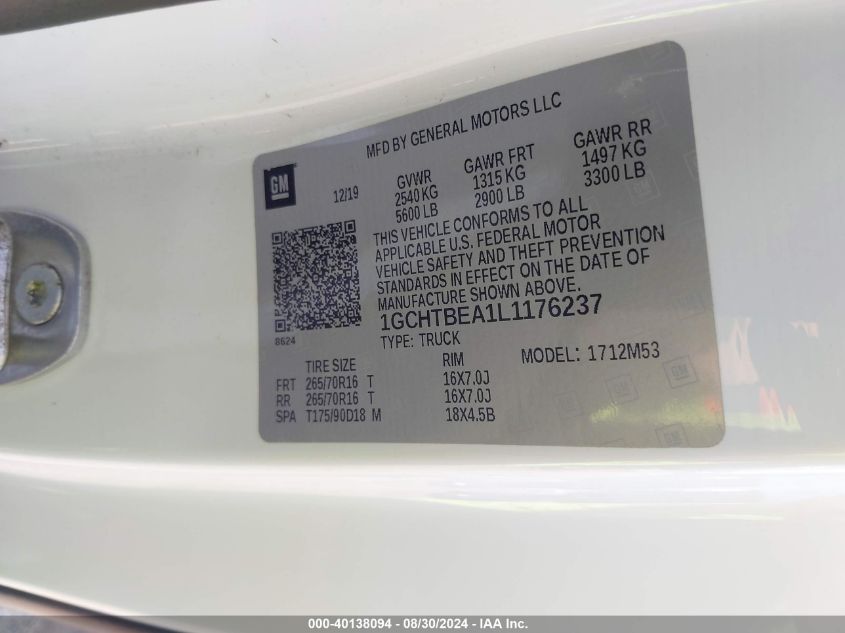 MFD BY GENERAL MOTORS LLC
GM
12/19
GVWR GAWR FRT GAWR RR
2540 KG 1315 KG 1497 KG
5600 LB 2900 LB 3300 LB
THIS VEHICLE CONFORMS TO ALL
APPLICABLE U.S. FEDERAL MOTOR
VEHICLE SAFETY AND THEFT PREVENTION
STANDARDS IN EFFECT ON THE DATE OF
MANUFACTURE SHOWN ABOVE.
1GCHTBEA1L1176237
8624
TYPE: TRUCK
MODEL: 1712M53
TIRE SIZE RIM
FRT 265/70R16 T 16X7.0J
RR 265/70R16 T 16X7.0J
SPA T175/90D18 M 18X4.5B
000-40138094 - 08/30/2024 - IAA Inc.